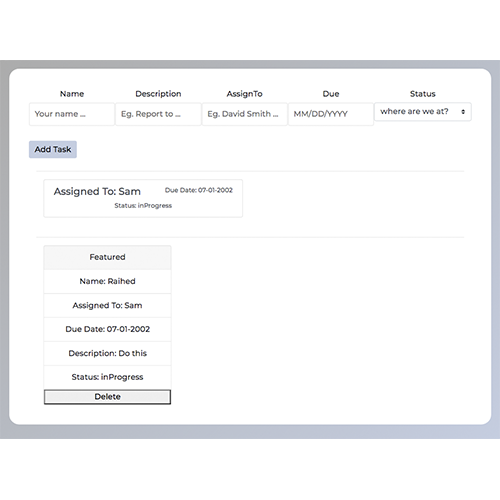 Name Description AssignTo Due Status
Your name ... Eg. Report to ... Eg. David Smith ... MM/DD/YYYY where are we at?
Add Task
Assigned To: Sam Due Date: 07-01-2002
Status: inProgress
Featured
Name: Raihed
Assigned To: Sam
Due Date: 07-01-2002
Description: Do this
Status: inProgress
Delete